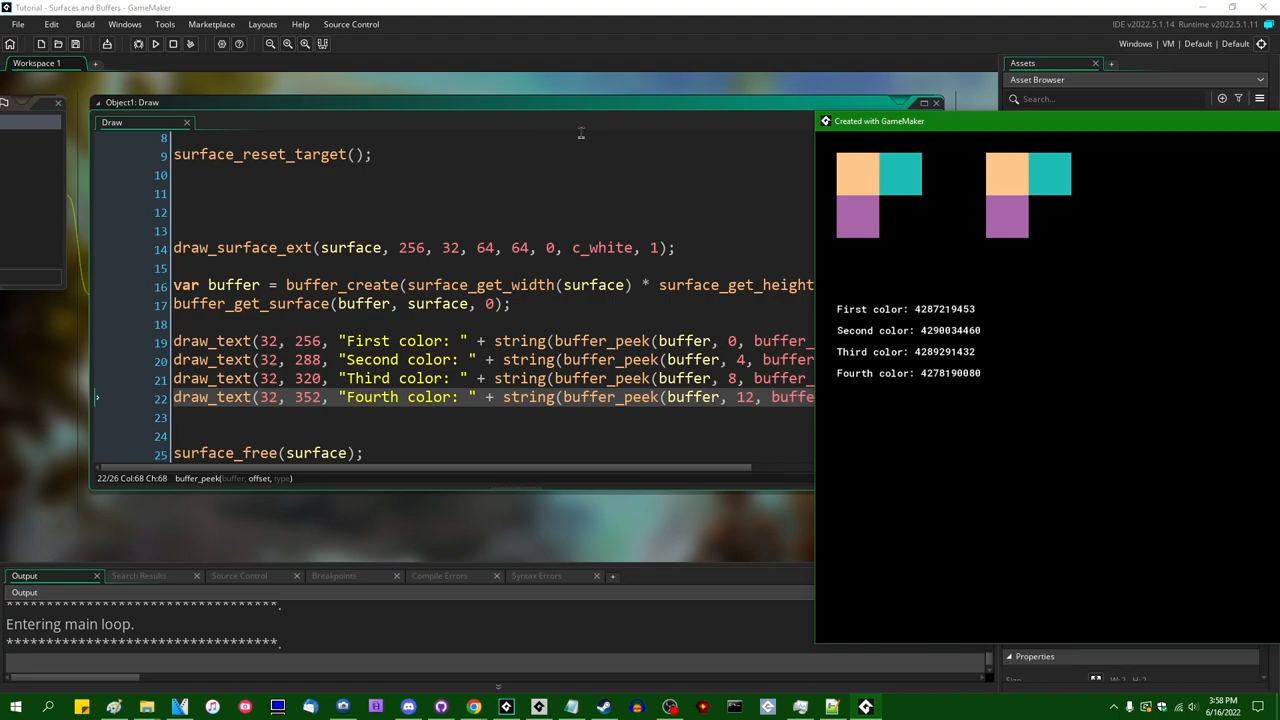 Tutorial - Surfaces and Buffers - GameMaker
File Edit Build Windows Tools Marketplace Layouts Help Source Control
IDE v2022.5.1.14 Runtime v2022.5.1.11
Windows | VM | Default | Default
Workspace 1
Assets
Asset Browser
Search...
Object1: Draw
Draw
8
9 surface_reset_target();
10
11
12
13
14 draw_surface_ext(surface, 256, 32, 64, 64, 0, c_white, 1);
15
16 var buffer = buffer_create(surface_get_width(surface) * surface_get_height
17 buffer_get_surface(buffer, surface, 0);
18
19 draw_text(32, 256, "First color: " + string(buffer_peek(buffer, 0, buffer_
20 draw_text(32, 288, "Second color: " + string(buffer_peek(buffer, 4, buffer
21 draw_text(32, 320, "Third color: " + string(buffer_peek(buffer, 8, buffer_
22 draw_text(32, 352, "Fourth color: " + string(buffer_peek(buffer, 12, buffe
23
24
25 surface_free(surface);
22/26 Col:68 Ch:68 buffer_peek(buffer, offset, type)
Created with GameMaker
First color: 4287219453
Second color: 4290034460
Third color: 4289291432
Fourth color: 4278190080
Output Search Results Source Control Breakpoints Compile Errors Syntax Errors
Output
**********************************.
Entering main loop.
**********************************.
Properties
3:58 PM
6/16/2022